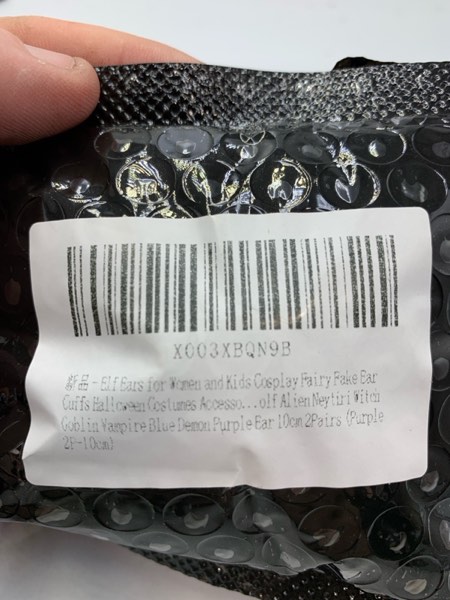 X003XBQN9B
新品 - Elf Ears for Women and Kids Cosplay Fairy Fake Ear
Cuffs Halloween Costumes Accesso...olf Alien Neytiri Witch
Goblin Vampire Blue Demon Purple Ear 10cm 2Pairs (Purple
2P-10cm)